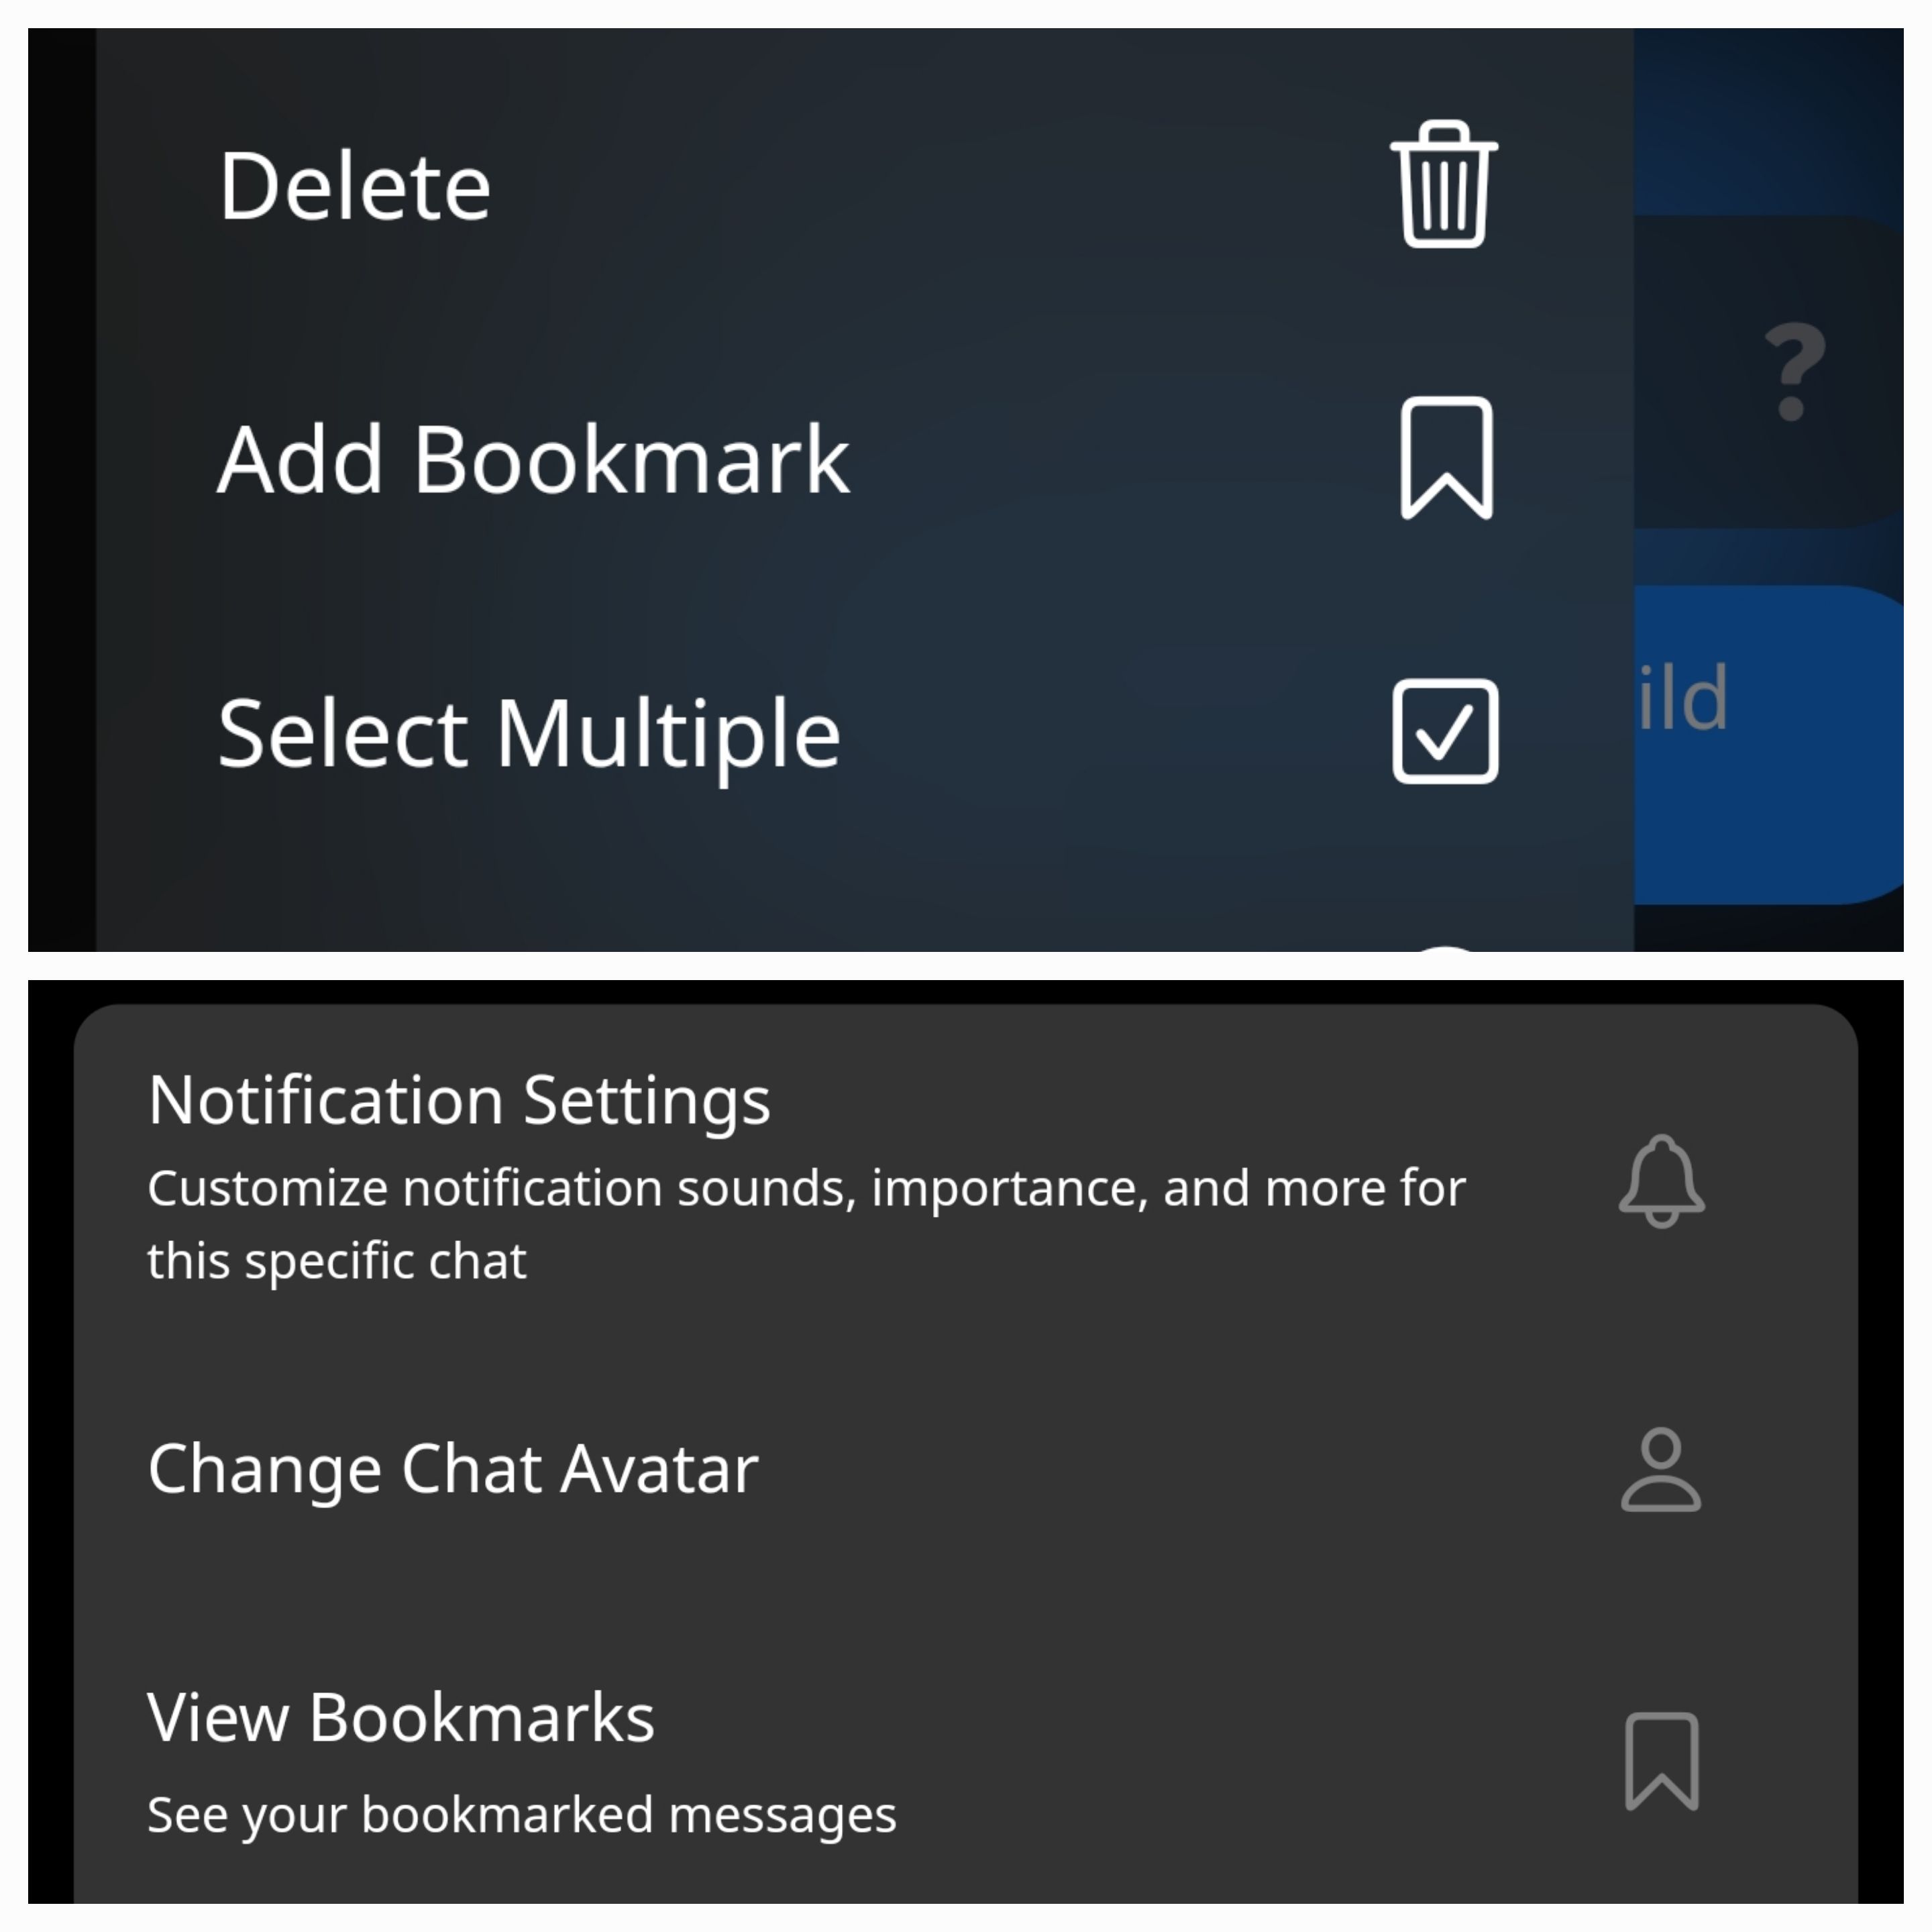 Delete
?
Add Bookmark
ild
Select Multiple
Notification Settings
Customize notification sounds, importance, and more for
this specific chat
Change Chat Avatar
View Bookmarks
See your bookmarked messages